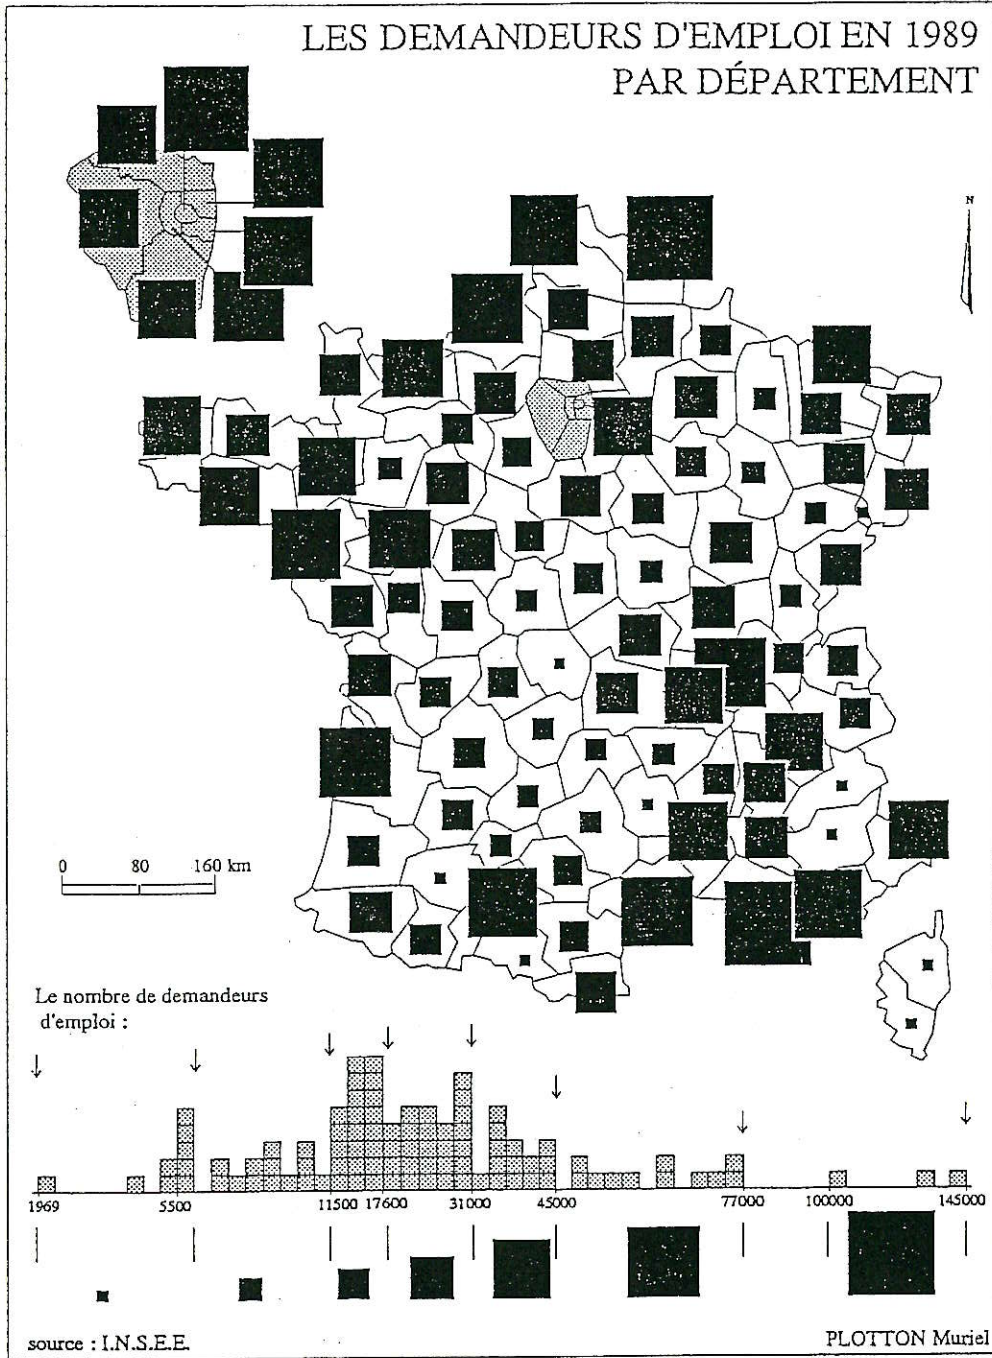 LES DEMANDEURS D'EMPLOI EN 1989
PAR DÉPARTEMENT
N
0 80 160 km
Le nombre de demandeurs
d'emploi :
1969 5500 11500 17600 31000 45000 77000 100000 145000
source : I.N.S.E.E.
PLOTTON Muriel